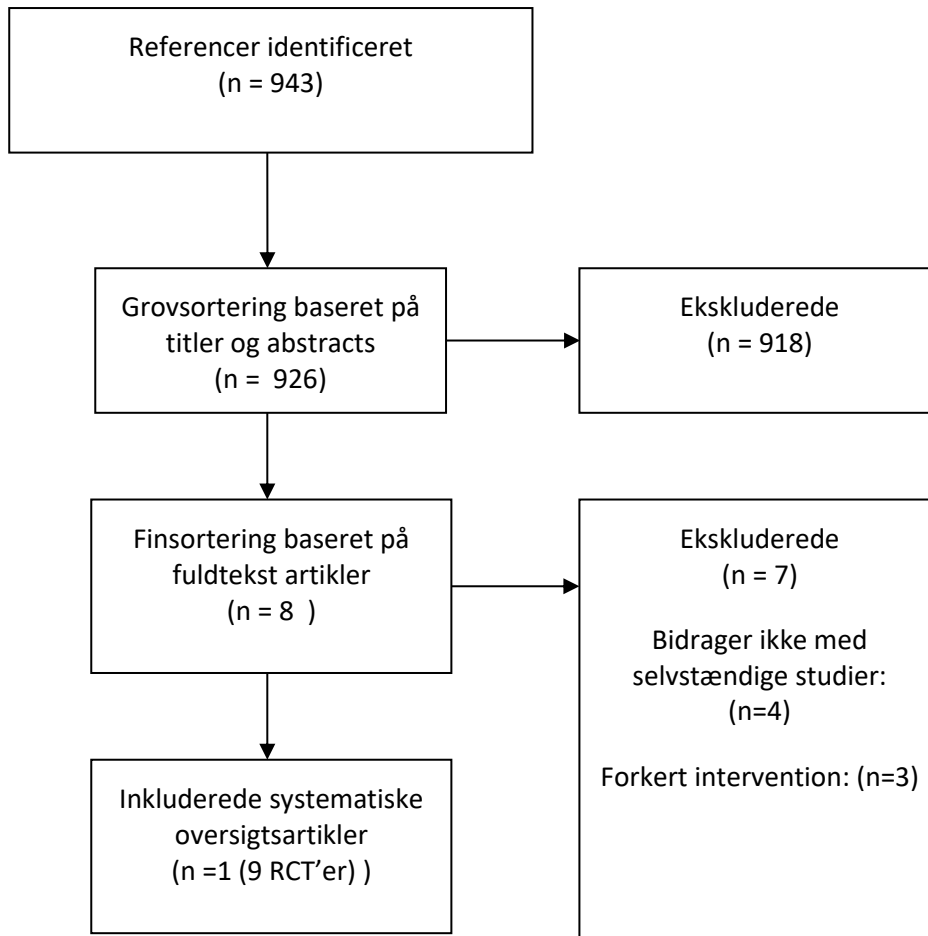 Referencer identificeret
(n = 943)
Grovsortering baseret på
titler og abstracts
(n =  926)
Ekskluderede
(n = 918)
Finsortering baseret på
fuldtekst artikler
(n = 8  )
Ekskluderede
(n = 7)
Bidrager ikke med
selvstændige studier:
(n=4)
Forkert intervention: (n=3)
Inkluderede systematiske
oversigtsartikler
(n =1 (9 RCT’er) )